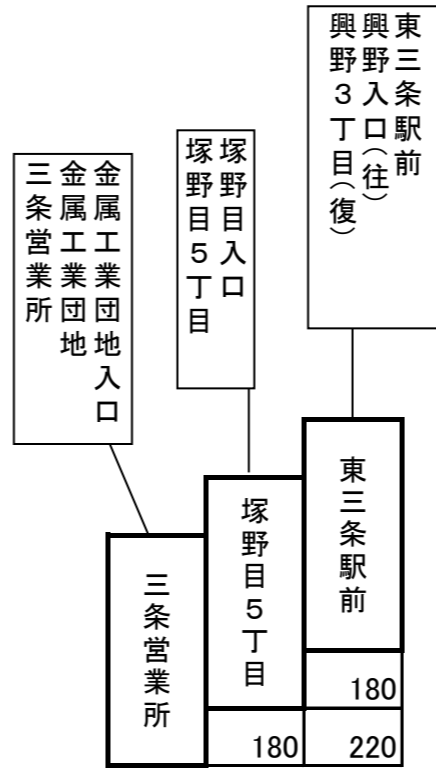 東三条駅前
興野入口(往)
興野3丁目(復)
塚野目入口
塚野目5丁目
金属工業団地入口
金属工業団地
三条営業所
東三条駅前
塚野目5丁目
三条営業所
180
180 220